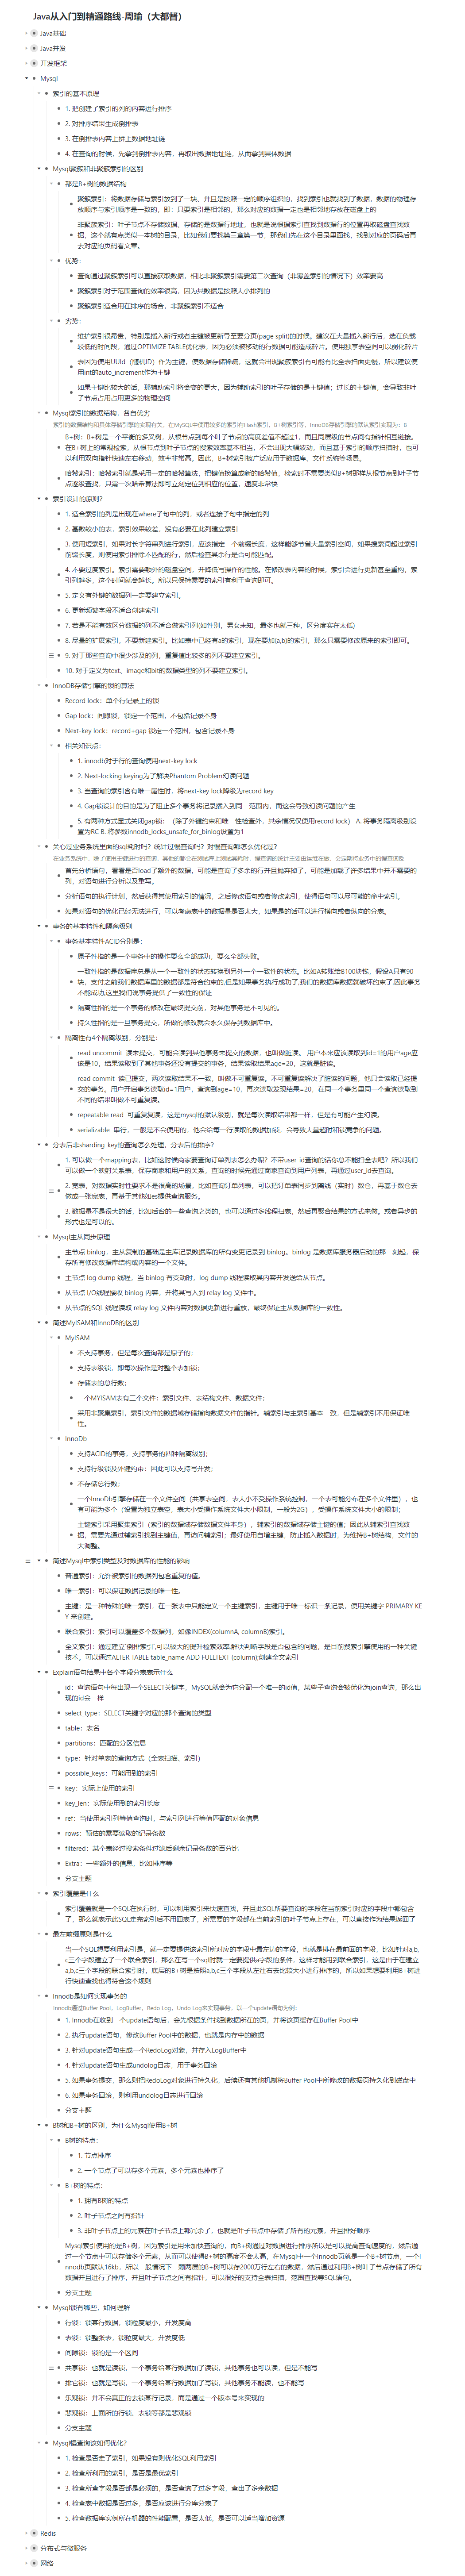 Java从入门到精通路线-周瑜（大都督）
Java基础
Java开发
开发框架
Mysql
索引的基本原理
1. 把创建了索引的列的内容进行排序
2. 对排序结果生成倒排表
3. 在倒排表内容上拼上数据地址链
4. 在查询的时候，先拿到倒排表内容，再取出数据地址链，从而拿到具体数据
Mysql聚簇和非聚簇索引的区别
都是B+树的数据结构
聚簇索引：将数据存储与索引放到了一块、并且是按照一定的顺序组织的，找到索引也就找到了数据，数据的物理存
放顺序与索引顺序是一致的，即：只要索引是相邻的，那么对应的数据一定也是相邻地存放在磁盘上的
非聚簇索引：叶子节点不存储数据，存储的是数据行地址，也就是说根据索引查找到数据行的位置再取磁盘查找数
据，这个就有点类似一本树的目录，比如我们要找第三章第一节，那我们先在这个目录里面找，找到对应的页码后再
去对应的页码看文章。
优势：
查询通过聚簇索引可以直接获取数据，相比非聚簇索引需要第二次查询（非覆盖索引的情况下）效率要高
聚簇索引对于范围查询的效率很高，因为其数据是按照大小排列的
聚簇索引适合用在排序的场合，非聚簇索引不适合
劣势：
维护索引很昂贵，特别是插入新行或者主键被更新导至要分页(page split)的时候。建议在大量插入新行后，选在负载
较低的时间段，通过OPTIMIZE TABLE优化表，因为必须被移动的行数据可能造成碎片。使用独享表空间可以弱化碎片
表因为使用UUId（随机ID）作为主键，使数据存储稀疏，这就会出现聚簇索引有可能有比全表扫面更慢，所以建议使
用int的auto_increment作为主键
如果主键比较大的话，那辅助索引将会变的更大，因为辅助索引的叶子存储的是主键值；过长的主键值，会导致非叶
子节点占用占用更多的物理空间
Mysql索引的数据结构，各自优劣
索引的数据结构和具体存储引擎的实现有关，在MySQL中使用较多的索引有Hash索引，B+树索引等，InnoDB存储引擎的默认索引实现为：B
B+树：B+树是一个平衡的多叉树，从根节点到每个叶子节点的高度差值不超过1，而且同层级的节点间有指针相互链接。
在B+树上的常规检索，从根节点到叶子节点的搜索效率基本相当，不会出现大幅波动，而且基于索引的顺序扫描时，也可
以利用双向指针快速左右移动，效率非常高。因此，B+树索引被广泛应用于数据库、文件系统等场景。
哈希索引：哈希索引就是采用一定的哈希算法，把键值换算成新的哈希值，检索时不需要类似B+树那样从根节点到叶子节
点逐级查找，只需一次哈希算法即可立刻定位到相应的位置，速度非常快
索引设计的原则？
1. 适合索引的列是出现在where子句中的列，或者连接子句中指定的列
2. 基数较小的表，索引效果较差，没有必要在此列建立索引
3. 使用短索引，如果对长字符串列进行索引，应该指定一个前缀长度，这样能够节省大量索引空间，如果搜索词超过索引
前缀长度，则使用索引排除不匹配的行，然后检查其余行是否可能匹配。
4. 不要过度索引。索引需要额外的磁盘空间，并降低写操作的性能。在修改表内容的时候，索引会进行更新甚至重构，索
引列越多，这个时间就会越长。所以只保持需要的索引有利于查询即可。
5. 定义有外键的数据列一定要建立索引。
6. 更新频繁字段不适合创建索引
7. 若是不能有效区分数据的列不适合做索引列(如性别，男女未知，最多也就三种，区分度实在太低)
8. 尽量的扩展索引，不要新建索引。比如表中已经有a的索引，现在要加(a,b)的索引，那么只需要修改原来的索引即可。
9. 对于那些查询中很少涉及的列，重复值比较多的列不要建立索引。
10. 对于定义为text、image和bit的数据类型的列不要建立索引。
InnoDB存储引擎的锁的算法
Record lock：单个行记录上的锁
Gap lock：间隙锁，锁定一个范围，不包括记录本身
Next-key lock：record+gap 锁定一个范围，包含记录本身
相关知识点：
1. innodb对于行的查询使用next-key lock
2. Next-locking keying为了解决Phantom Problem幻读问题
3. 当查询的索引含有唯一属性时，将next-key lock降级为record key
4. Gap锁设计的目的是为了阻止多个事务将记录插入到同一范围内，而这会导致幻读问题的产生
5. 有两种方式显式关闭gap锁：（除了外键约束和唯一性检查外，其余情况仅使用record lock） A. 将事务隔离级别设
置为RC B. 将参数innodb_locks_unsafe_for_binlog设置为1
关心过业务系统里面的sql耗时吗？统计过慢查询吗？对慢查询都怎么优化过？
在业务系统中，除了使用主键进行的查询，其他的都会在测试库上测试其耗时，慢查询的统计主要由运维在做，会定期将业务中的慢查询反
首先分析语句，看看是否load了额外的数据，可能是查询了多余的行并且抛弃掉了，可能是加载了许多结果中并不需要的
列，对语句进行分析以及重写。
分析语句的执行计划，然后获得其使用索引的情况，之后修改语句或者修改索引，使得语句可以尽可能的命中索引。
如果对语句的优化已经无法进行，可以考虑表中的数据量是否太大，如果是的话可以进行横向或者纵向的分表。
事务的基本特性和隔离级别
事务基本特性ACID分别是：
原子性指的是一个事务中的操作要么全部成功，要么全部失败。
一致性指的是数据库总是从一个一致性的状态转换到另外一个一致性的状态。比如A转账给B100块钱，假设A只有90
块，支付之前我们数据库里的数据都是符合约束的,但是如果事务执行成功了,我们的数据库数据就破坏约束了,因此事务
不能成功,这里我们说事务提供了一致性的保证
隔离性指的是一个事务的修改在最终提交前，对其他事务是不可见的。
持久性指的是一旦事务提交，所做的修改就会永久保存到数据库中。
隔离性有4个隔离级别，分别是：
read uncommit 读未提交，可能会读到其他事务未提交的数据，也叫做脏读。 用户本来应该读取到id=1的用户age应
该是10，结果读取到了其他事务还没有提交的事务，结果读取结果age=20，这就是脏读。
read commit 读已提交，两次读取结果不一致，叫做不可重复读。不可重复读解决了脏读的问题，他只会读取已经提
交的事务。用户开启事务读取id=1用户，查询到age=10，再次读取发现结果=20，在同一个事务里同一个查询读取到
不同的结果叫做不可重复读。
repeatable read 可重复复读，这是mysql的默认级别，就是每次读取结果都一样，但是有可能产生幻读。
serializable 串行，一般是不会使用的，他会给每一行读取的数据加锁，会导致大量超时和锁竞争的问题。
分表后非sharding_key的查询怎么处理，分表后的排序？
1. 可以做一个mapping表，比如这时候商家要查询订单列表怎么办呢？不带user_id查询的话你总不能扫全表吧？所以我们
可以做一个映射关系表，保存商家和用户的关系，查询的时候先通过商家查询到用户列表，再通过user_id去查询。
2. 宽表，对数据实时性要求不是很高的场景，比如查询订单列表，可以把订单表同步到离线（实时）数仓，再基于数仓去
做成一张宽表，再基于其他如es提供查询服务。
3. 数据量不是很大的话，比如后台的一些查询之类的，也可以通过多线程扫表，然后再聚合结果的方式来做。或者异步的
形式也是可以的。
Mysql主从同步原理
主节点 binlog，主从复制的基础是主库记录数据库的所有变更记录到 binlog。binlog 是数据库服务器启动的那一刻起，保
存所有修改数据库结构或内容的一个文件。
主节点 log dump 线程，当 binlog 有变动时，log dump 线程读取其内容并发送给从节点。
从节点 I/O线程接收 binlog 内容，并将其写入到 relay log 文件中。
从节点的SQL 线程读取 relay log 文件内容对数据更新进行重放，最终保证主从数据库的一致性。
简述MyISAM和InnoDB的区别
MyISAM
不支持事务，但是每次查询都是原子的；
支持表级锁，即每次操作是对整个表加锁；
存储表的总行数；
一个MYISAM表有三个文件：索引文件、表结构文件、数据文件；
采用非聚集索引，索引文件的数据域存储指向数据文件的指针。辅索引与主索引基本一致，但是辅索引不用保证唯一
性。
InnoDb
支持ACID的事务，支持事务的四种隔离级别；
支持行级锁及外键约束：因此可以支持写并发；
不存储总行数；
一个InnoDb引擎存储在一个文件空间（共享表空间，表大小不受操作系统控制，一个表可能分布在多个文件里），也
有可能为多个（设置为独立表空，表大小受操作系统文件大小限制，一般为2G），受操作系统文件大小的限制；
主键索引采用聚集索引（索引的数据域存储数据文件本身），辅索引的数据域存储主键的值；因此从辅索引查找数
据，需要先通过辅索引找到主键值，再访问辅索引；最好使用自增主键，防止插入数据时，为维持B+树结构，文件的
大调整。
简述Mysql中索引类型及对数据库的性能的影响
普通索引：允许被索引的数据列包含重复的值。
唯一索引：可以保证数据记录的唯一性。
主键：是一种特殊的唯一索引，在一张表中只能定义一个主键索引，主键用于唯一标识一条记录，使用关键字 PRIMARY KE
Y 来创建。
联合索引：索引可以覆盖多个数据列，如像INDEX(columnA, columnB)索引。
全文索引：通过建立 倒排索引 ,可以极大的提升检索效率,解决判断字段是否包含的问题，是目前搜索引擎使用的一种关键
技术。可以通过ALTER TABLE table_name ADD FULLTEXT (column);创建全文索引
Explain语句结果中各个字段分表表示什么
id：查询语句中每出现一个SELECT关键字，MySQL就会为它分配一个唯一的id值，某些子查询会被优化为join查询，那么出
现的id会一样
select_type：SELECT关键字对应的那个查询的类型
table：表名
partitions：匹配的分区信息
type：针对单表的查询方式（全表扫描、索引）
possible_keys：可能用到的索引
key：实际上使用的索引
key_len：实际使用到的索引长度
ref：当使用索引列等值查询时，与索引列进行等值匹配的对象信息
rows：预估的需要读取的记录条数
filtered：某个表经过搜索条件过滤后剩余记录条数的百分比
Extra：一些额外的信息，比如排序等
分支主题
索引覆盖是什么
索引覆盖就是一个SQL在执行时，可以利用索引来快速查找，并且此SQL所要查询的字段在当前索引对应的字段中都包含
了，那么就表示此SQL走完索引后不用回表了，所需要的字段都在当前索引的叶子节点上存在，可以直接作为结果返回了
最左前缀原则是什么
当一个SQL想要利用索引是，就一定要提供该索引所对应的字段中最左边的字段，也就是排在最前面的字段，比如针对a,b,
c三个字段建立了一个联合索引，那么在写一个sql时就一定要提供a字段的条件，这样才能用到联合索引，这是由于在建立
a,b,c三个字段的联合索引时，底层的B+树是按照a,b,c三个字段从左往右去比较大小进行排序的，所以如果想要利用B+树进
行快速查找也得符合这个规则
Innodb是如何实现事务的
Innodb通过Buffer Pool，LogBuffer，Redo Log，Undo Log来实现事务，以一个update语句为例：
1. Innodb在收到一个update语句后，会先根据条件找到数据所在的页，并将该页缓存在Buffer Pool中
2. 执行update语句，修改Buffer Pool中的数据，也就是内存中的数据
3. 针对update语句生成一个RedoLog对象，并存入LogBuffer中
4. 针对update语句生成undolog日志，用于事务回滚
5. 如果事务提交，那么则把RedoLog对象进行持久化，后续还有其他机制将Buffer Pool中所修改的数据页持久化到磁盘中
6. 如果事务回滚，则利用undolog日志进行回滚
分支主题
B树和B+树的区别，为什么Mysql使用B+树
B树的特点：
1. 节点排序
2. 一个节点了可以存多个元素，多个元素也排序了
B+树的特点：
1. 拥有B树的特点
2. 叶子节点之间有指针
3. 非叶子节点上的元素在叶子节点上都冗余了，也就是叶子节点中存储了所有的元素，并且排好顺序
Mysql索引使用的是B+树，因为索引是用来加快查询的，而B+树通过对数据进行排序所以是可以提高查询速度的，然后通
过一个节点中可以存储多个元素，从而可以使得B+树的高度不会太高，在Mysql中一个Innodb页就是一个B+树节点，一个I
nnodb页默认16kb，所以一般情况下一颗两层的B+树可以存2000万行左右的数据，然后通过利用B+树叶子节点存储了所有
数据并且进行了排序，并且叶子节点之间有指针，可以很好的支持全表扫描，范围查找等SQL语句。
分支主题
Mysql锁有哪些，如何理解
行锁：锁某行数据，锁粒度最小，并发度高
表锁：锁整张表，锁粒度最大，并发度低
间隙锁：锁的是一个区间
共享锁：也就是读锁，一个事务给某行数据加了读锁，其他事务也可以读，但是不能写
排它锁：也就是写锁，一个事务给某行数据加了写锁，其他事务不能读，也不能写
乐观锁：并不会真正的去锁某行记录，而是通过一个版本号来实现的
悲观锁：上面所的行锁、表锁等都是悲观锁
分支主题
Mysql慢查询该如何优化？
1. 检查是否走了索引，如果没有则优化SQL利用索引
2. 检查所利用的索引，是否是最优索引
3. 检查所查字段是否都是必须的，是否查询了过多字段，查出了多余数据
4. 检查表中数据是否过多，是否应该进行分库分表了
5. 检查数据库实例所在机器的性能配置，是否太低，是否可以适当增加资源
Redis
分布式与微服务
网络